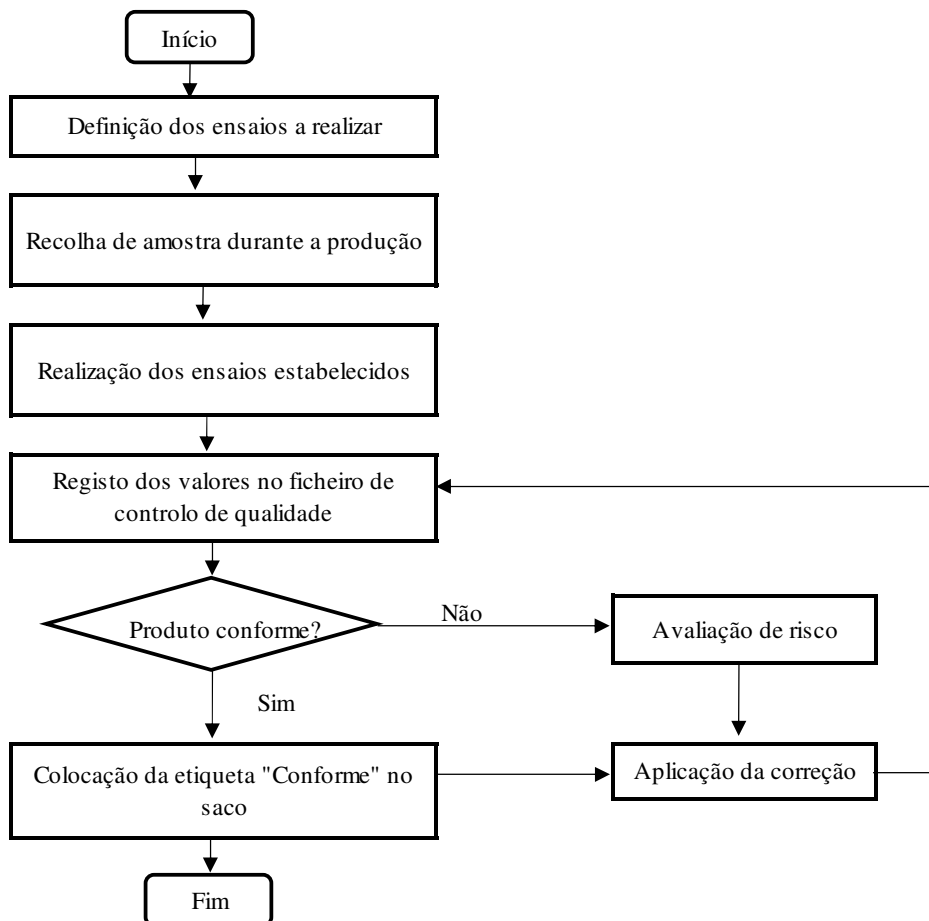 Início
Definição dos ensaios a realizar
Recolha de amostra durante a produção
Realização dos ensaios estabelecidos
Registo dos valores no ficheiro de
controlo de qualidade
Produto conforme?
Não
Avaliação de risco
Sim
Colocação da etiqueta "Conforme" no
saco
Aplicação da correção
Fim